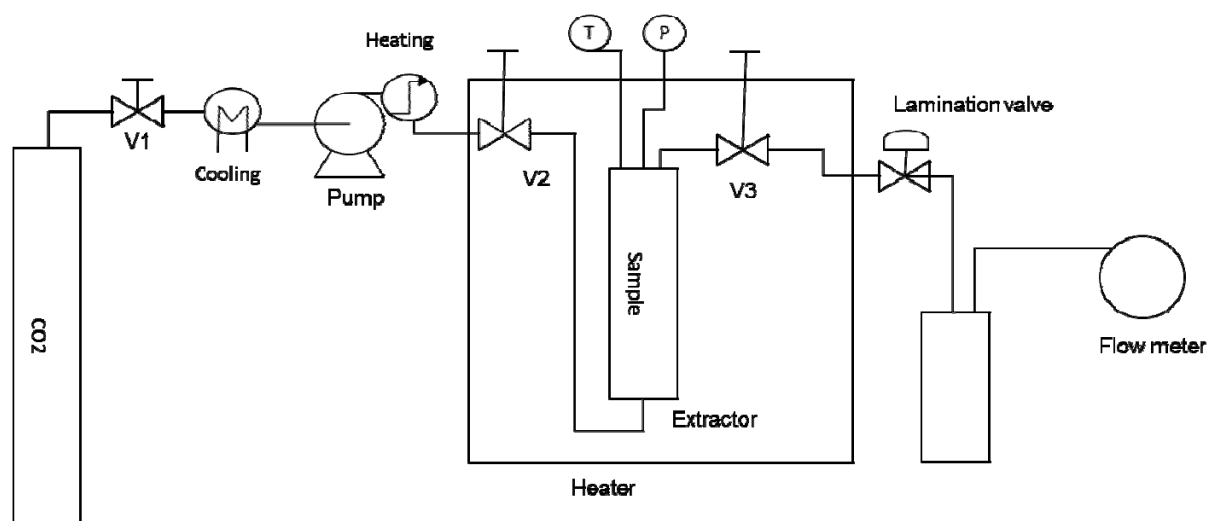 T
P
Heating
Lamination valve
V1
Cooling
Pump
V2
V3
Sample
CO2
Extractor
Flow meter
Heater